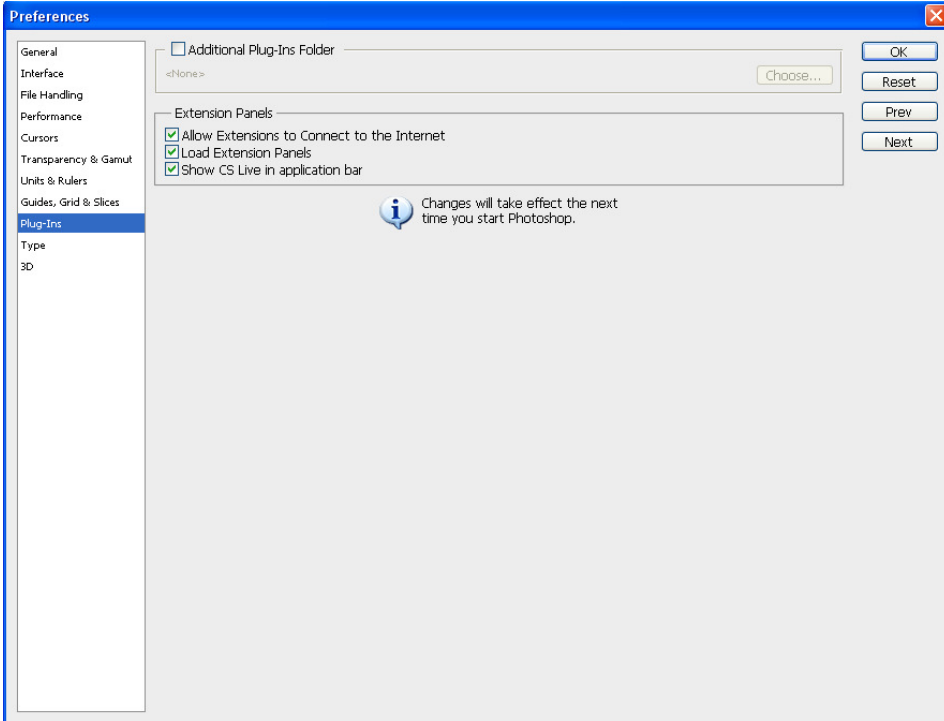 Preferences
General
Interface
File Handling
Performance
Cursors
Transparency & Gamut
Units & Rulers
Guides, Grid & Slices
Plug-Ins
Type
3D
Additional Plug-Ins Folder
<None>
Choose...
Extension Panels
Allow Extensions to Connect to the Internet
Load Extension Panels
Show CS Live in application bar
Changes will take effect the next
time you start Photoshop.
OK
Reset
Prev
Next